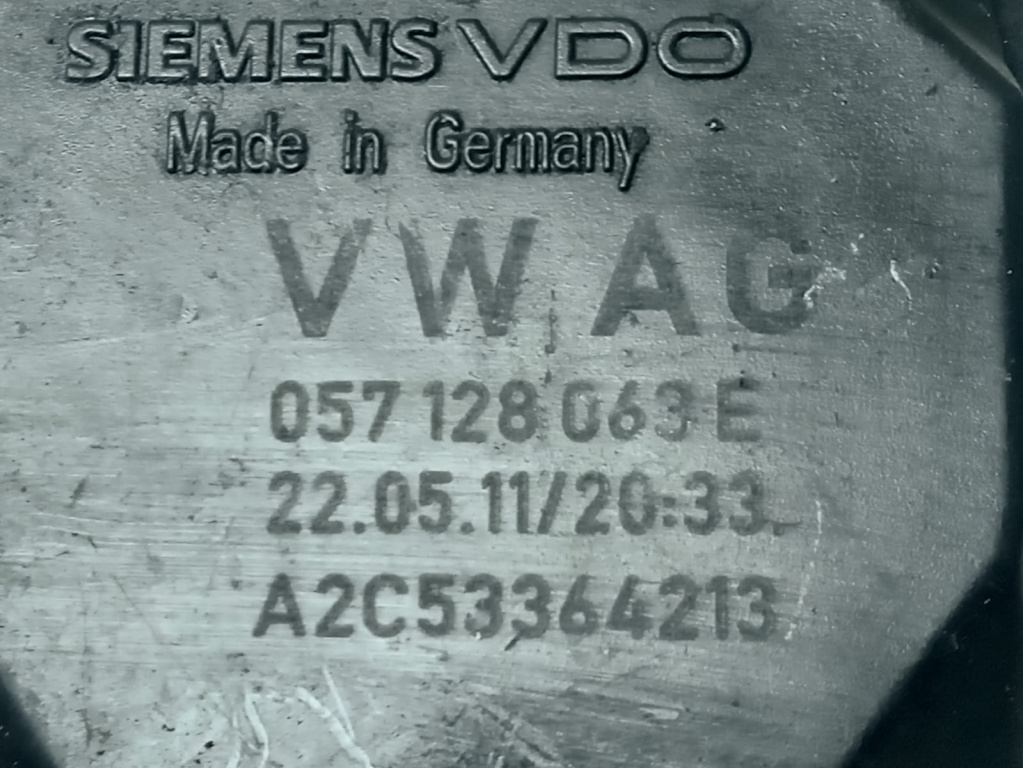 SIEMENS VDO
Made in Germany
VW AG
057 128 063 E
22.05.11/20:33
A2C53364213